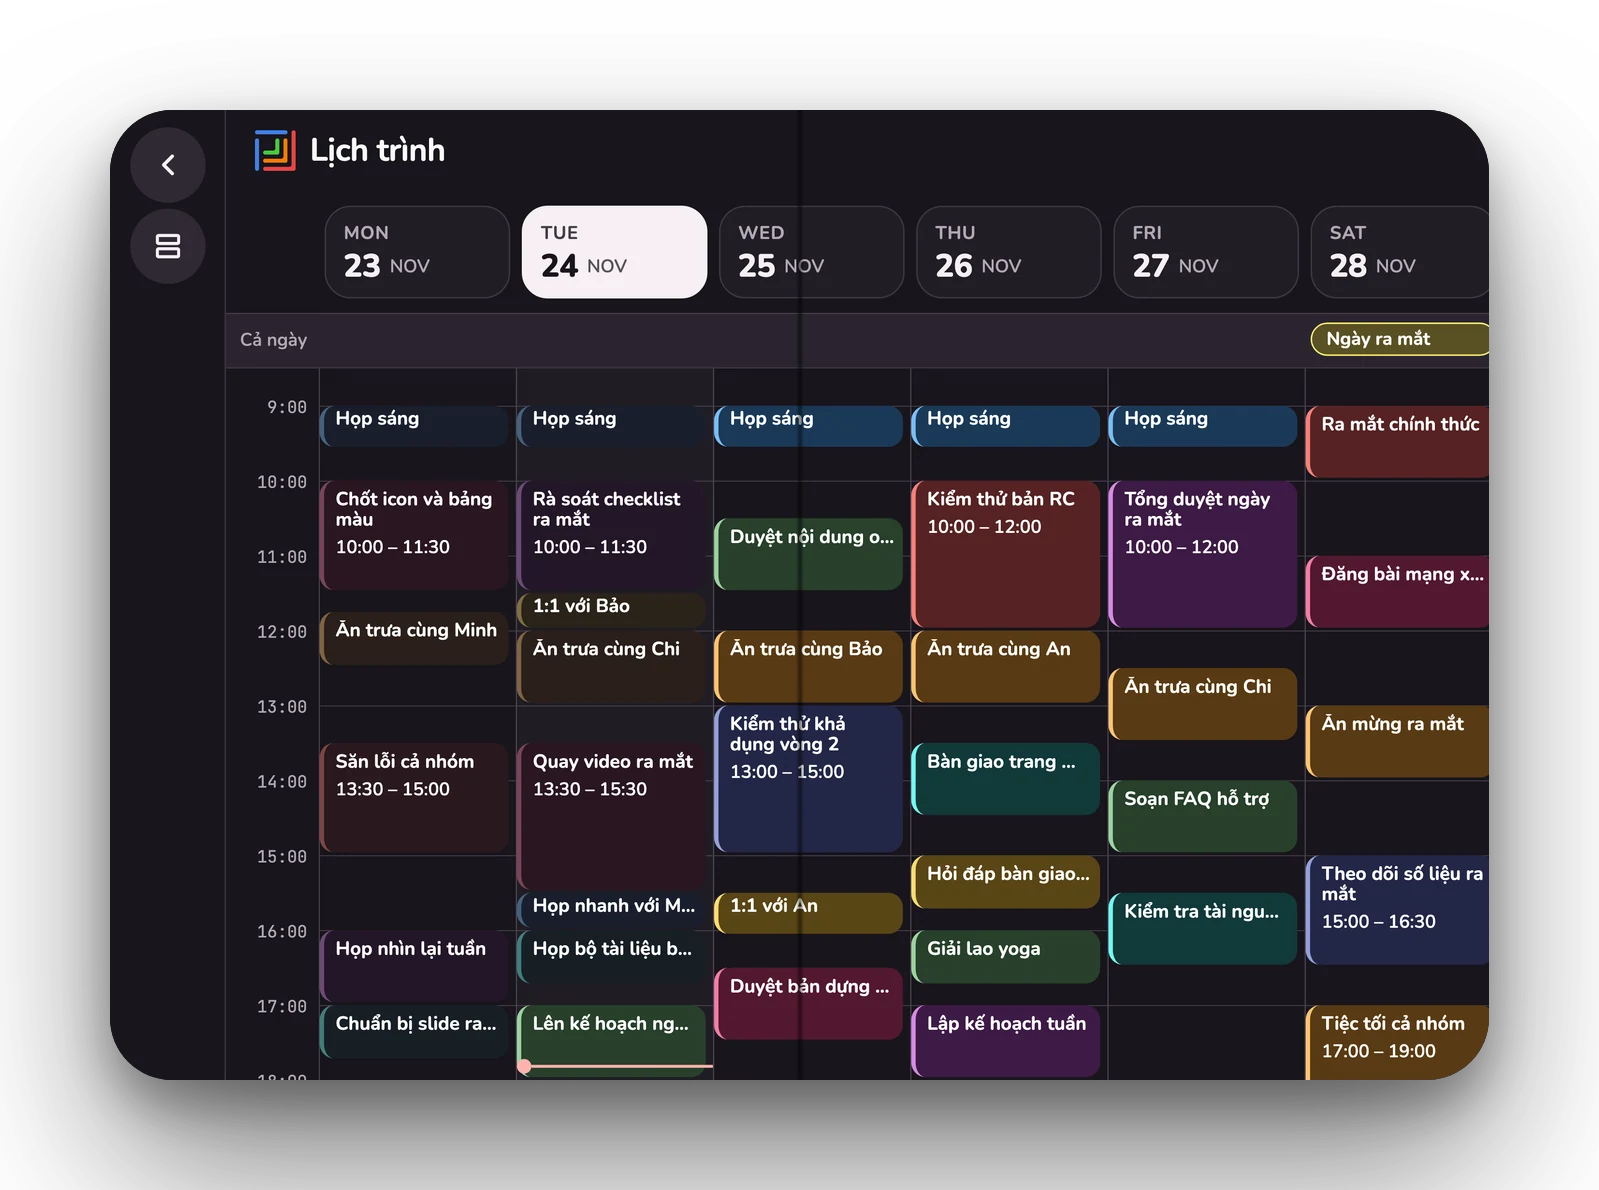 Lịch trình
MON
23 NOV
TUE
24 NOV
WED
25 NOV
THU
26 NOV
FRI
27 NOV
SAT
28 NOV
Cả ngày
Ngày ra mắt
9:00
10:00
11:00
12:00
13:00
14:00
15:00
16:00
17:00
18:00
Họp sáng
Chốt icon và bảng
màu
10:00 – 11:30
Ăn trưa cùng Minh
Săn lỗi cả nhóm
13:30 – 15:00
Họp nhìn lại tuần
Chuẩn bị slide ra...
Họp sáng
Rà soát checklist
ra mắt
10:00 – 11:30
1:1 với Bảo
Ăn trưa cùng Chi
Quay video ra mắt
13:30 – 15:30
Họp nhanh với M...
Họp bộ tài liệu b...
Lên kế hoạch ng...
Họp sáng
Duyệt nội dung o...
Ăn trưa cùng Bảo
Kiểm thử khả
dụng vòng 2
13:00 – 15:00
1:1 với An
Duyệt bản dựng ...
Họp sáng
Kiểm thử bản RC
10:00 – 12:00
Ăn trưa cùng An
Bàn giao trang ...
Hỏi đáp bàn giao...
Giải lao yoga
Lập kế hoạch tuần
Họp sáng
Tổng duyệt ngày
ra mắt
10:00 – 12:00
Ăn trưa cùng Chi
Soạn FAQ hỗ trợ
Kiểm tra tài ngu...
Ra mắt chính thức
Đăng bài mạng x...
Ăn mừng ra mắt
Theo dõi số liệu ra
mắt
15:00 – 16:30
Tiệc tối cả nhóm
17:00 – 19:00